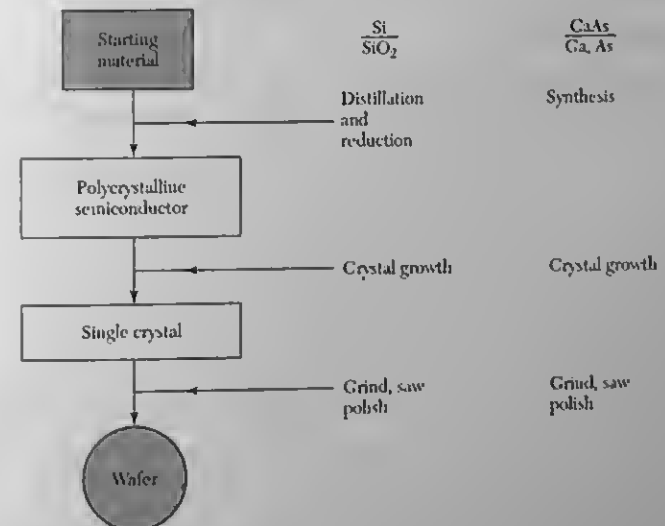 Starting
material
Si
SiO₂
CaAs
Ga, As
Distillation
and
reduction
Synthesis
Polycrystalline
semiconductor
Crystal growth
Crystal growth
Single crystal
Grind, saw
polish
Grind, saw
polish
Wafer